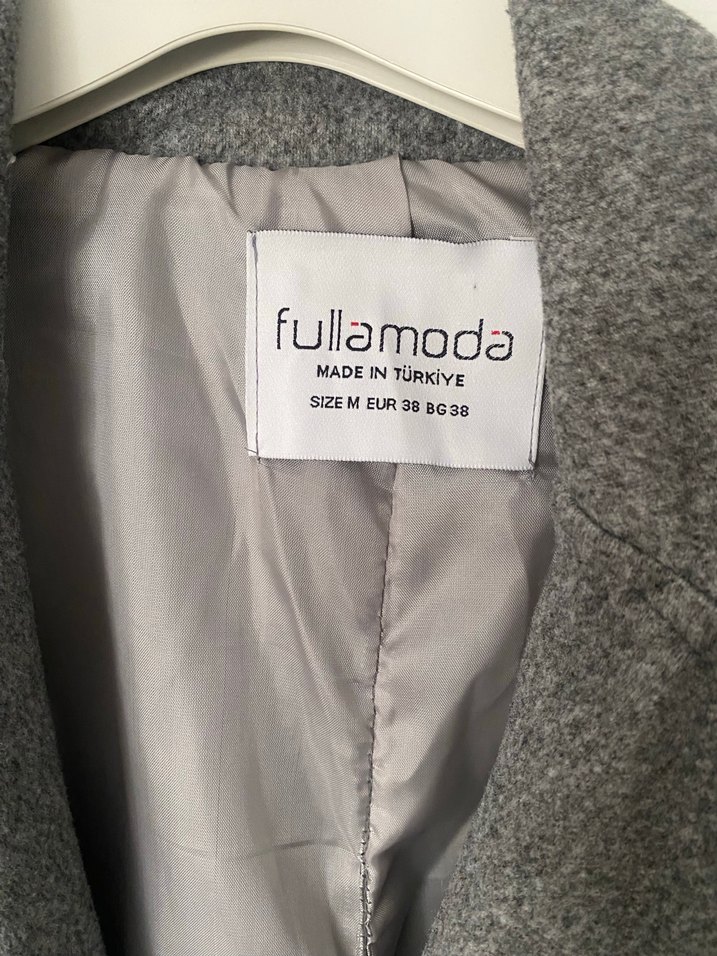 fullamoda
MADE IN TÜRKİYE
SIZE M EUR 38 BG 38